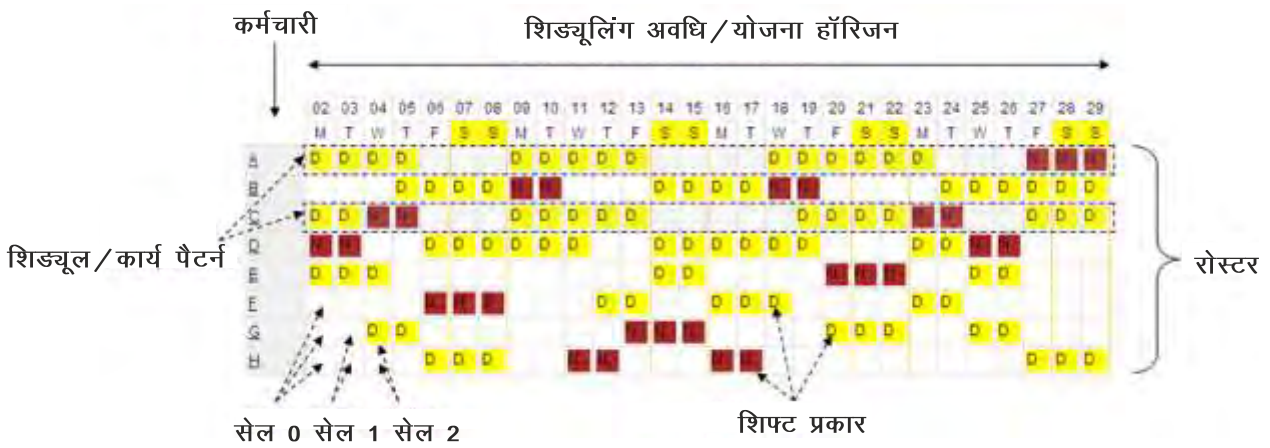 कर्मचारी
शिड्यूलिंग अवधि/योजना हॉरिजन
02 03 04 05 06 07 08 09 10 11 12 13 14 15 16 17 18 19 20 21 22 23 24 25 26 27 28 29
M T W T F S S M T W T F S S M T W T F S S M T W T F S S
A D D D D D D D D D D D D D D D N N N
B D D D D N N D D D D N N D D D D D D
C D D N N D D D D D D D D D N N D D D
D N N D D D D D D D D D D D D D D N N
E D D D D D N N N D D
F N N N D D D D D D D
G D D N N N D D D D D
H D D D N N N N D D D
शिड्यूल/कार्य पैटर्न
रोस्टर
सेल 0 सेल 1 सेल 2
शिफ्ट प्रकार